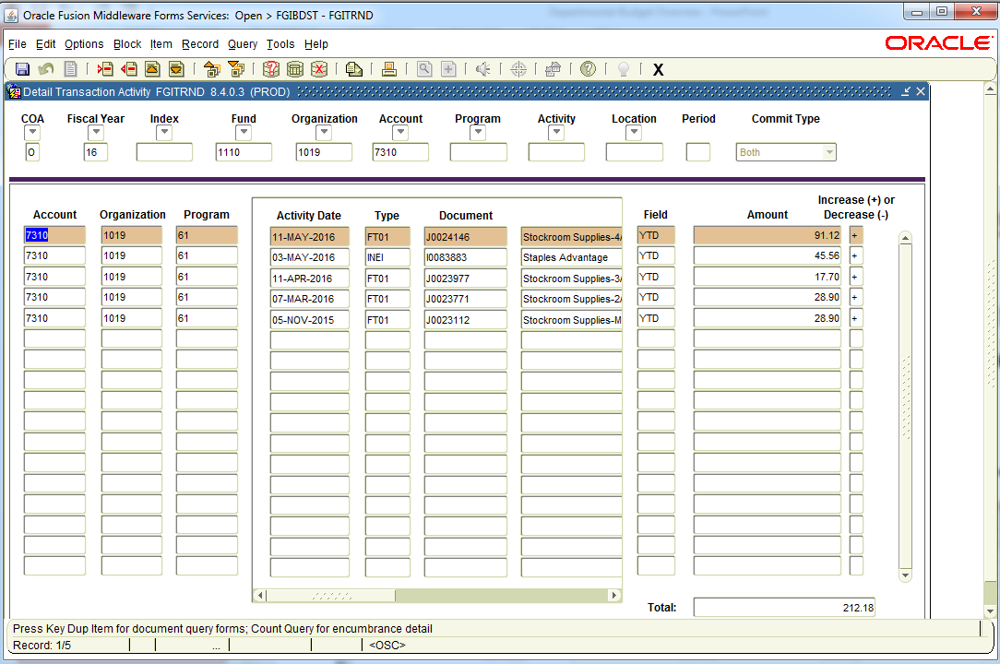 Oracle Fusion Middleware Forms Services: Open > FGIBDST - FGITRND
File Edit Options Block Item Record Query Tools Help
ORACLE
X
Detail Transaction Activity FGITRND 8.4.0.3 (PROD)
COA Fiscal Year Index Fund Organization Account Program Activity Location Period Commit Type
O 16 1110 1019 7310 Both
Increase (+) or
Account Organization Program Activity Date Type Document Field Amount Decrease (-)
7310 1019 61 11-MAY-2016 FT01 J0024146 Stockroom Supplies-4/ YTD 91.12 +
7310 1019 61 03-MAY-2016 INEI I0083883 Staples Advantage YTD 45.56 +
7310 1019 61 11-APR-2016 FT01 J0023977 Stockroom Supplies-3/ YTD 17.70 +
7310 1019 61 07-MAR-2016 FT01 J0023771 Stockroom Supplies-2/ YTD 28.90 +
7310 1019 61 05-NOV-2015 FT01 J0023112 Stockroom Supplies-M YTD 28.90 +
Total: 212.18
Press Key Dup Item for document query forms; Count Query for encumbrance detail
Record: 1/5 ... <OSC>